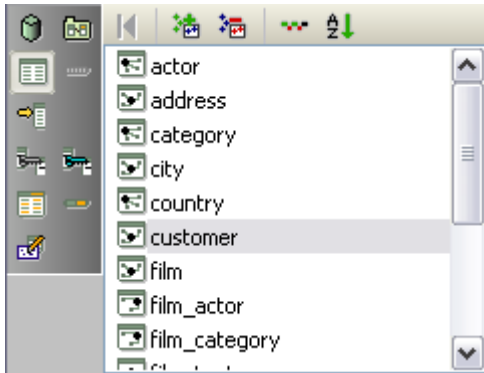 actor
address
category
city
country
customer
film
film_actor
film_category